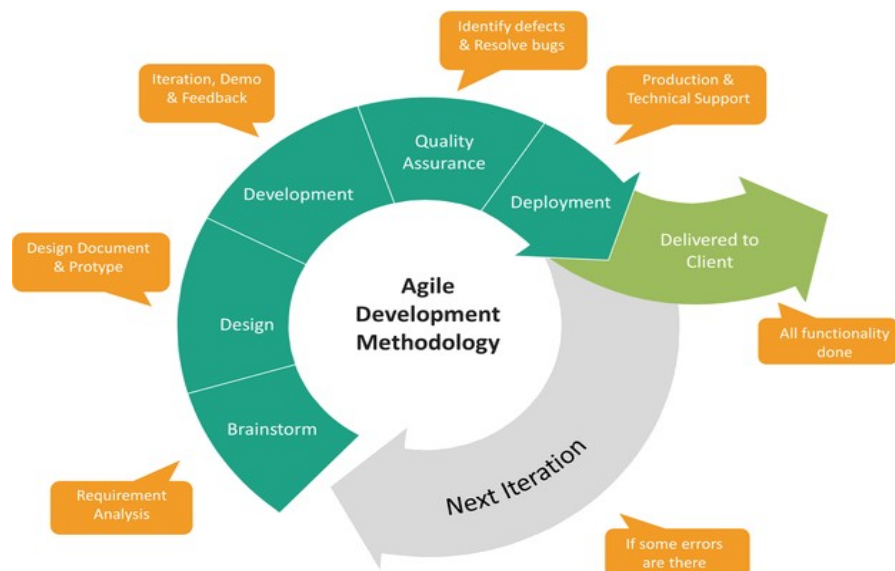 Identify defects
& Resolve bugs
Iteration, Demo
& Feedback
Production &
Technical Support
Quality
Assurance
Development
Deployment
Delivered to
Client
Design Document
& Protype
Agile
Development
Methodology
Design
All functionality
done
Brainstorm
Next Iteration
Requirement
Analysis
If some errors
are there